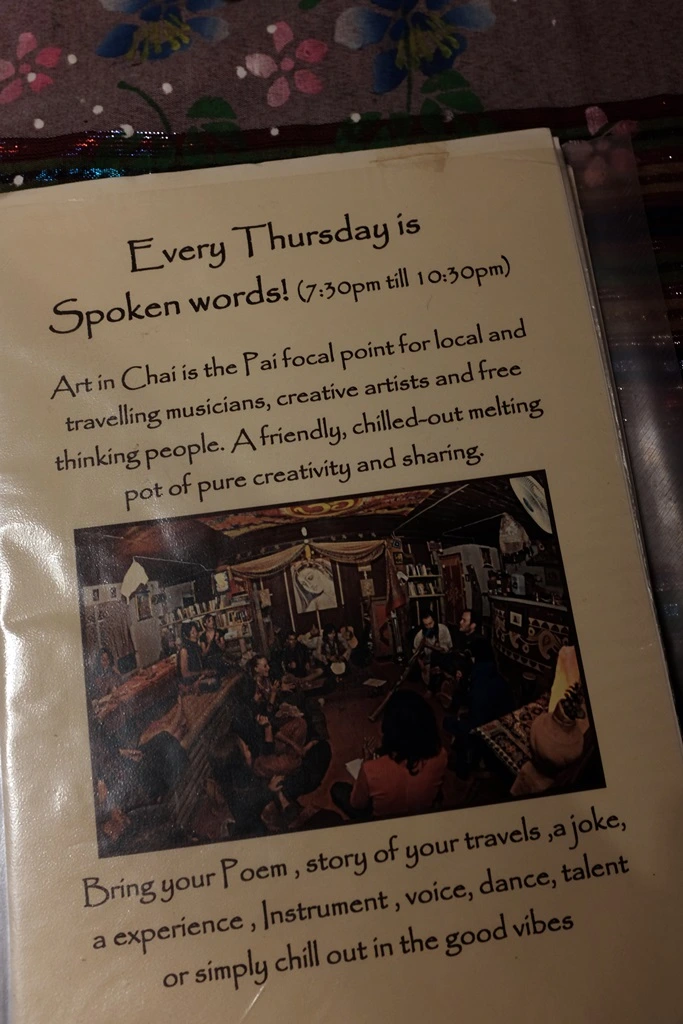 Every Thursday is
Spoken words! (7:30pm till 10:30pm)
Art in Chai is the Pai focal point for local and
travelling musicians, creative artists and free
thinking people. A friendly, chilled-out melting
pot of pure creativity and sharing.
Bring your Poem , story of your travels ,a joke,
a experience , Instrument , voice, dance, talent
or simply chill out in the good vibes